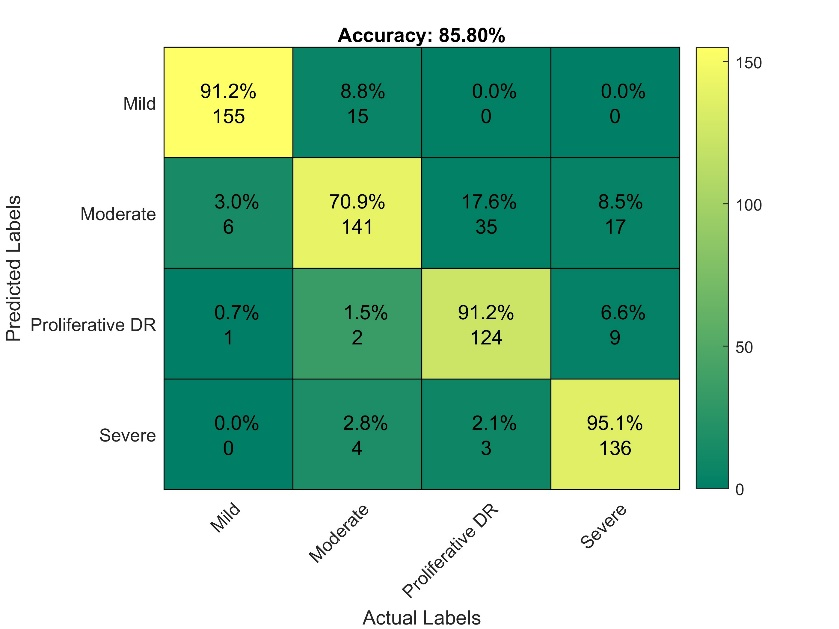 Accuracy: 85.80%
Predicted Labels
Mild
91.2% 8.8% 0.0% 0.0%
155 15 0 0
Moderate
3.0% 70.9% 17.6% 8.5%
6 141 35 17
Proliferative DR
0.7% 1.5% 91.2% 6.6%
1 2 124 9
Severe
0.0% 2.8% 2.1% 95.1%
0 4 3 136
Mild Moderate Proliferative DR Severe
Actual Labels
150
100
50
0